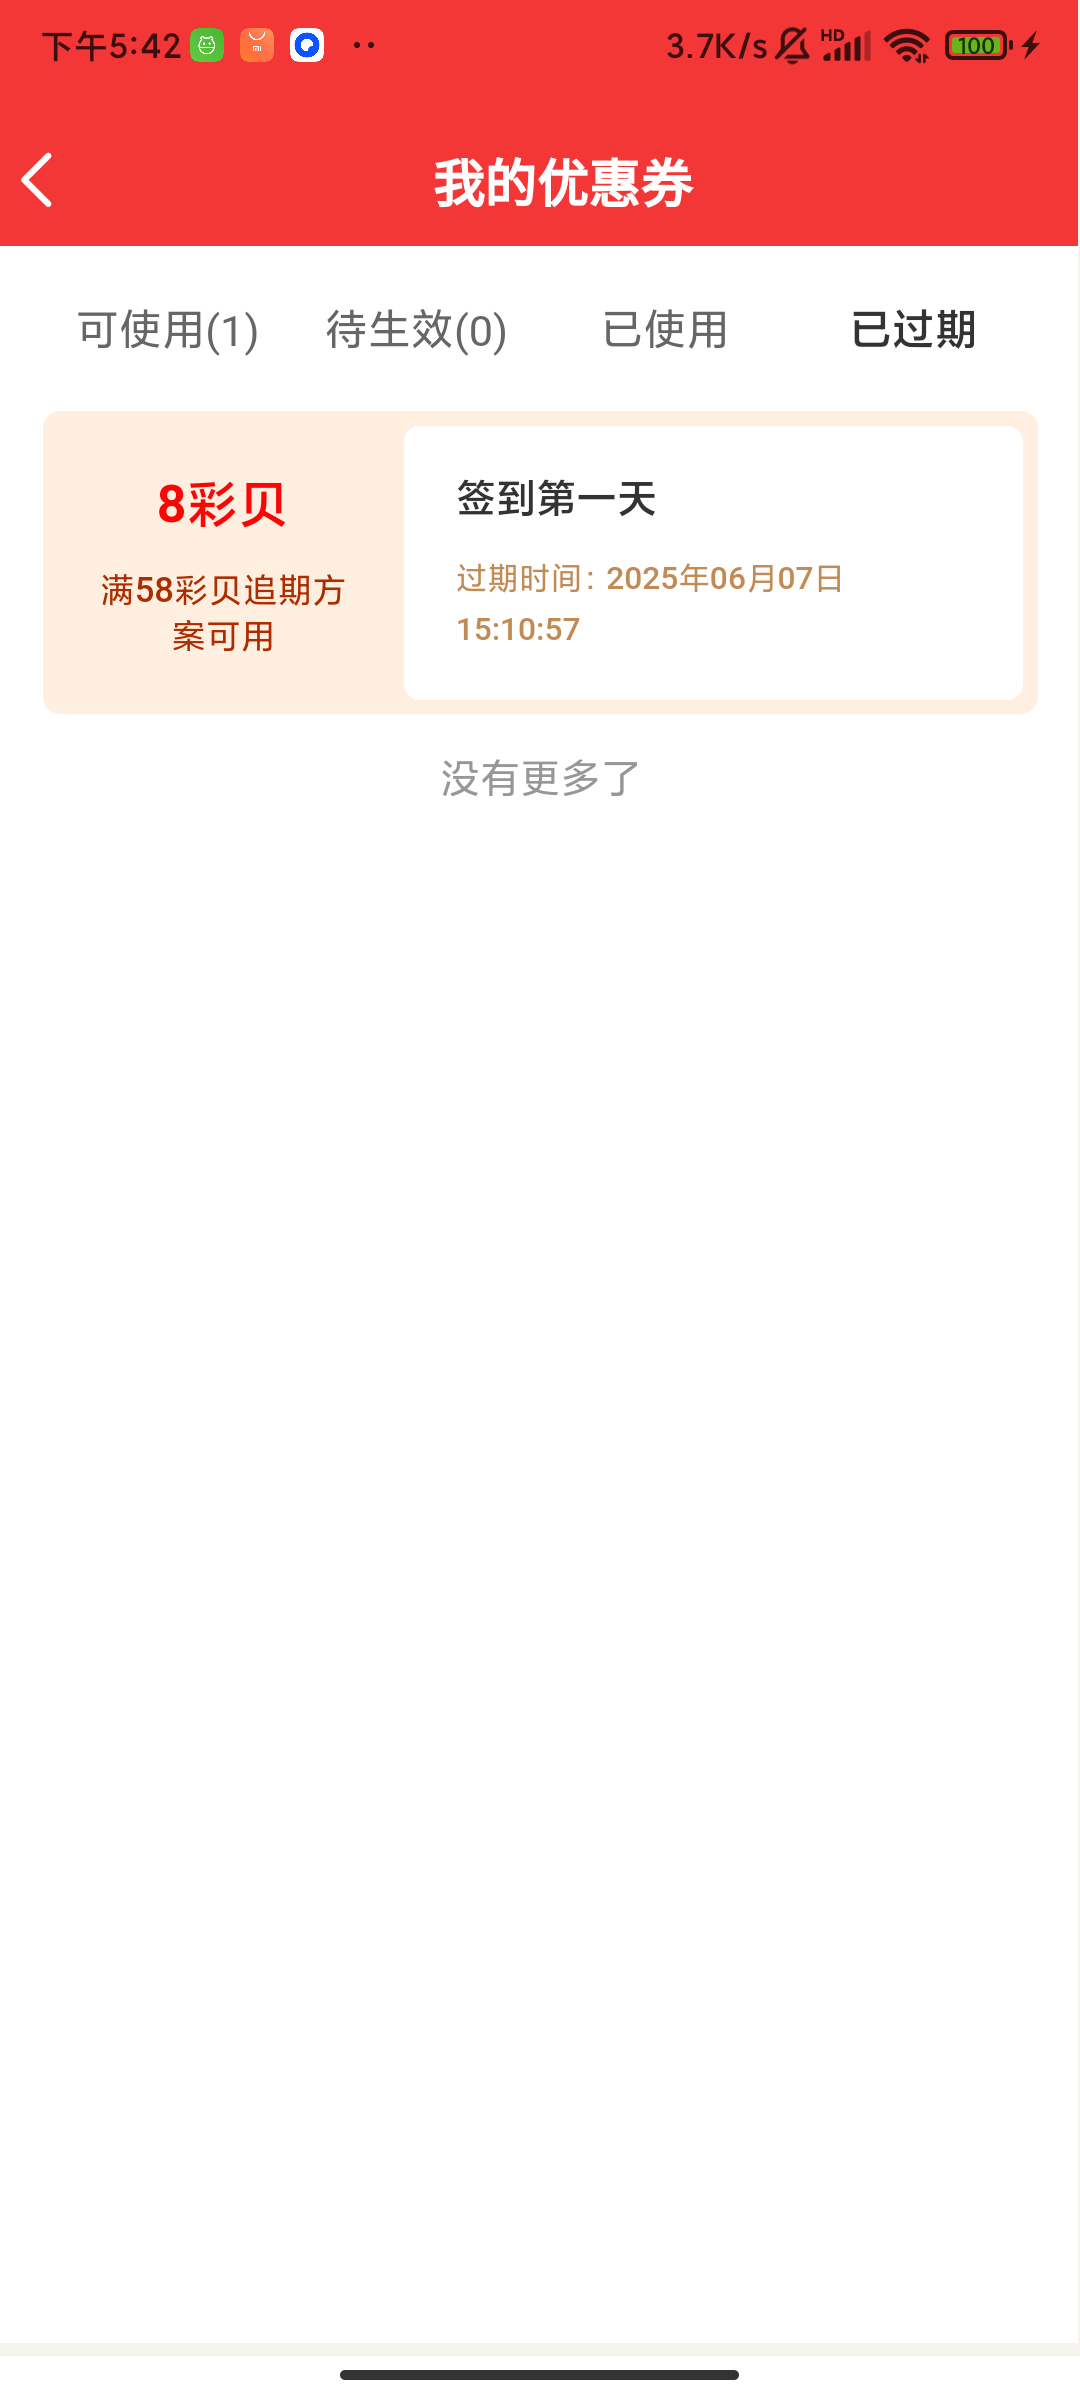 下午5:42
3.7K/s
HD
100
我的优惠券
可使用(1) 待生效(0) 已使用 已过期
8彩贝
满58彩贝追期方
案可用
签到第一天
过期时间：2025年06月07日
15:10:57
没有更多了